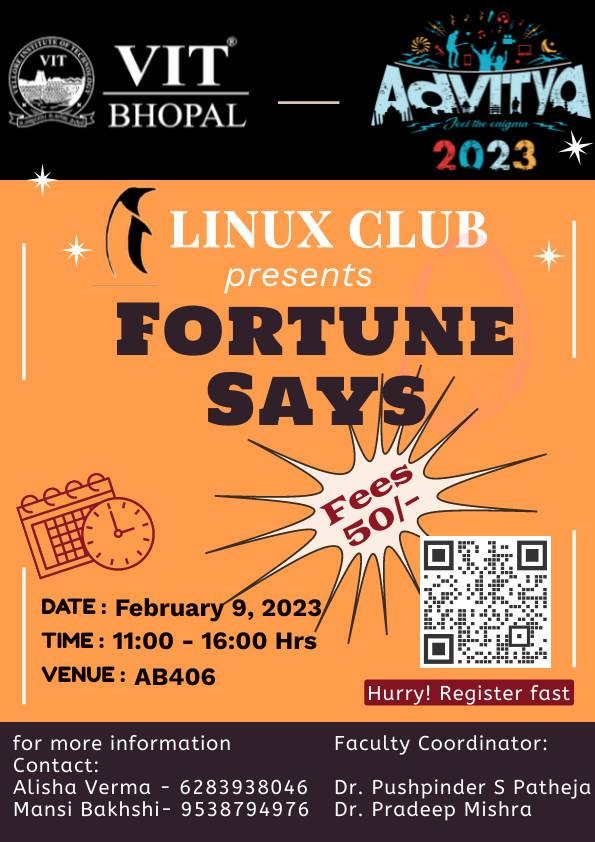 VIT®
BHOPAL
VIT
AdVITYA
Feel the enigma
2023
LINUX CLUB
presents
FORTUNE
SAYS
Fees
50/-
DATE : February 9, 2023
TIME : 11:00 - 16:00 Hrs
VENUE : AB406
Hurry! Register fast
for more information
Contact:
Alisha Verma - 6283938046
Mansi Bakhshi- 9538794976
Faculty Coordinator:
Dr. Pushpinder S Patheja
Dr. Pradeep Mishra